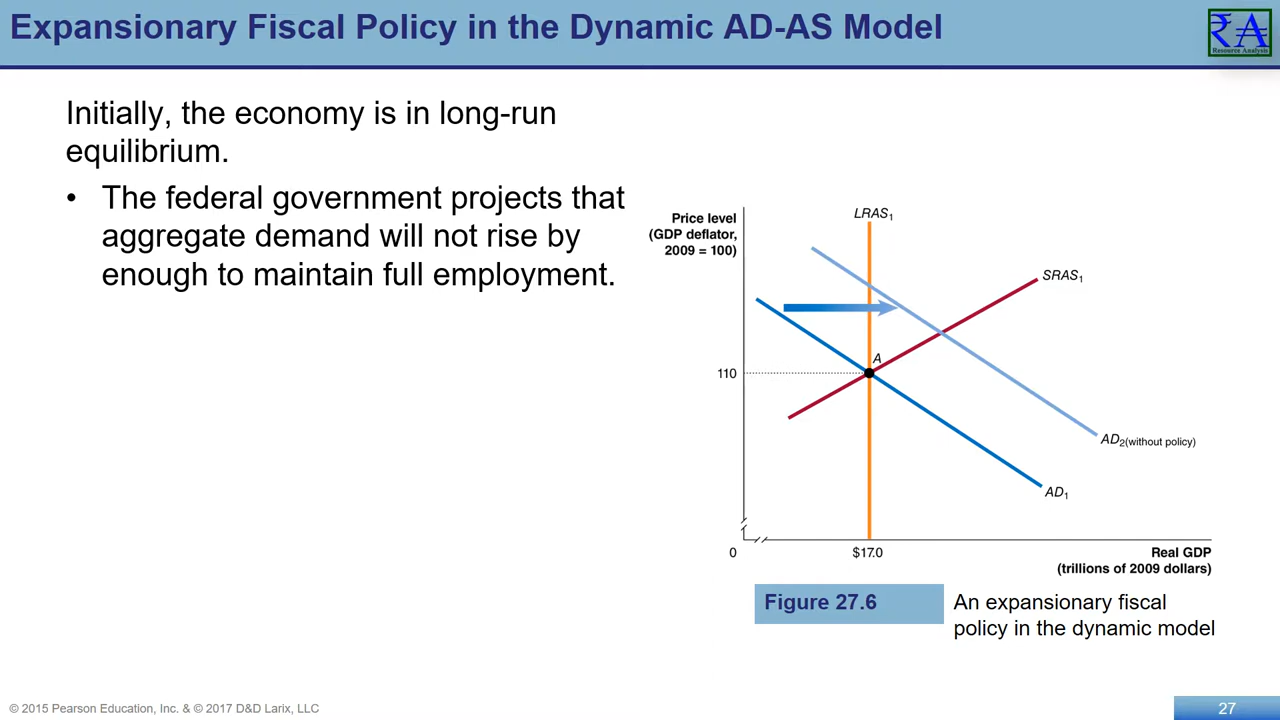 Expansionary Fiscal Policy in the Dynamic AD-AS Model
₹A
Resource Analysis
Initially, the economy is in long-run
equilibrium.
• The federal government projects that
aggregate demand will not rise by
enough to maintain full employment.
Price level
(GDP deflator,
2009 = 100)
LRAS1
SRAS1
A
110
AD2(without policy)
AD1
0
$17.0
Real GDP
(trillions of 2009 dollars)
Figure 27.6
An expansionary fiscal
policy in the dynamic model
© 2015 Pearson Education, Inc. & © 2017 D&D Larix, LLC
27